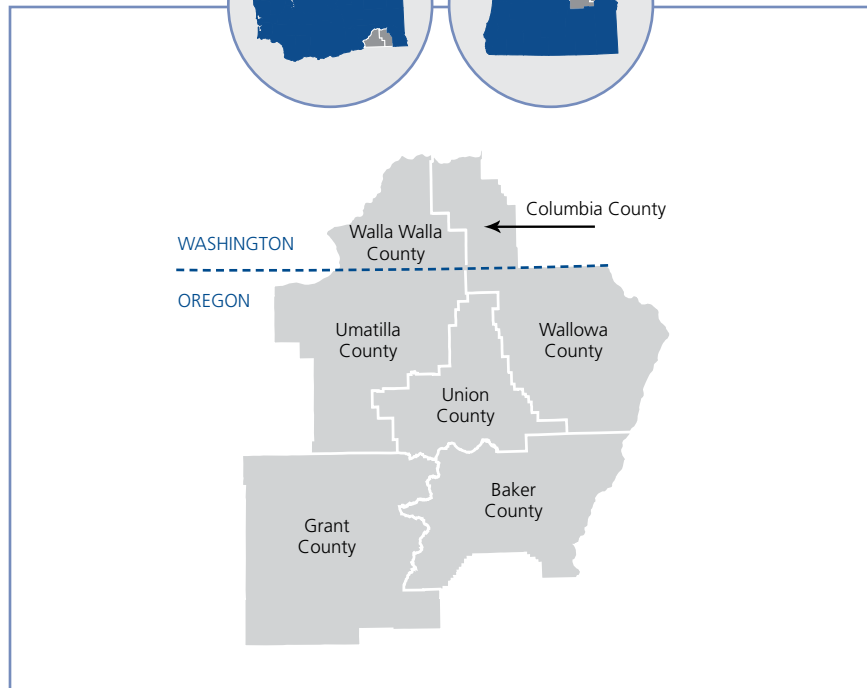 Columbia County
Walla Walla
County
WASHINGTON
OREGON
Umatilla
County
Wallowa
County
Union
County
Baker
County
Grant
County